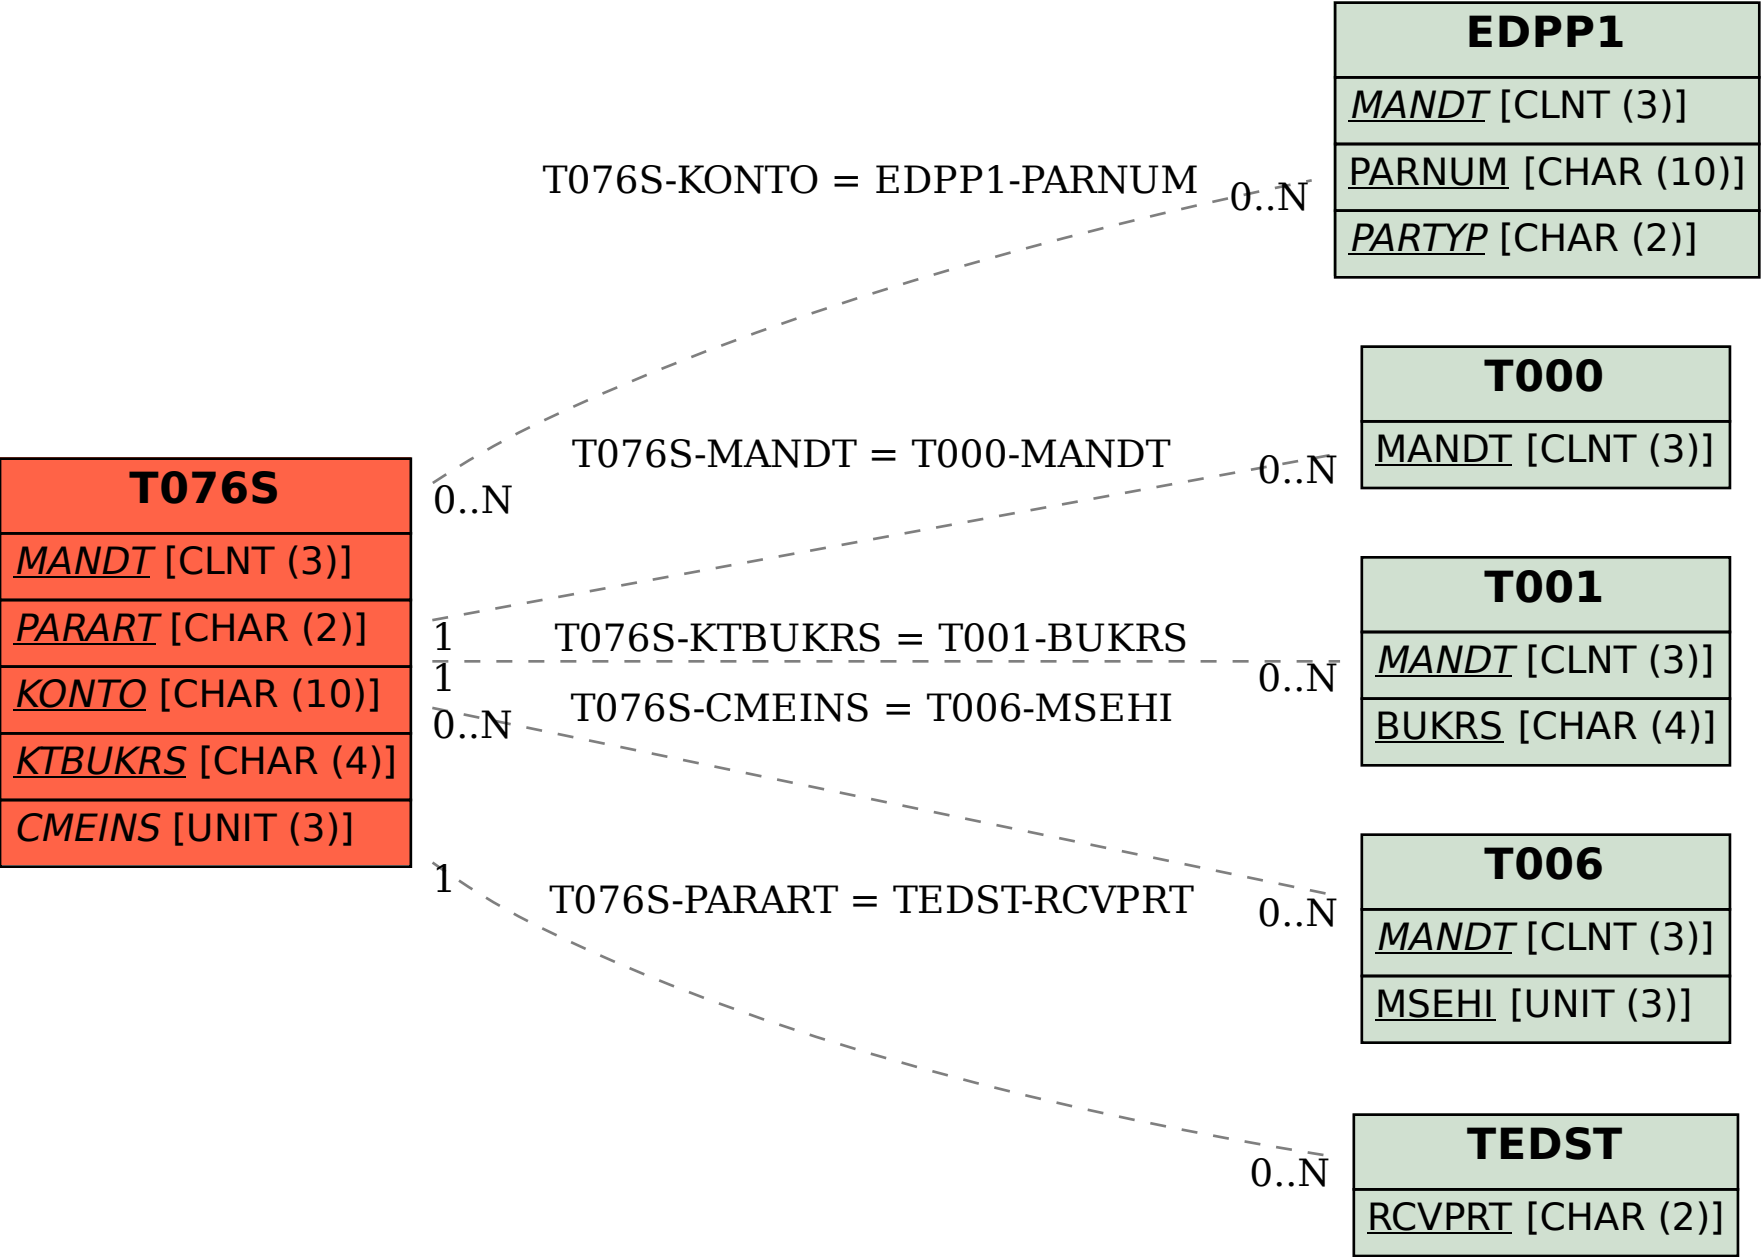 T076S
MANDT [CLNT (3)]
PARART [CHAR (2)]
KONTO [CHAR (10)]
KTBUKRS [CHAR (4)]
CMEINS [UNIT (3)]
T076S-KONTO = EDPP1-PARNUM
0..N
0..N
T076S-MANDT = T000-MANDT
0..N
1
T076S-KTBUKRS = T001-BUKRS
1
0..N
T076S-CMEINS = T006-MSEHI
0..N
0..N
T076S-PARART = TEDST-RCVPRT
1
0..N
EDPP1
MANDT [CLNT (3)]
PARNUM [CHAR (10)]
PARTYP [CHAR (2)]
T000
MANDT [CLNT (3)]
T001
MANDT [CLNT (3)]
BUKRS [CHAR (4)]
T006
MANDT [CLNT (3)]
MSEHI [UNIT (3)]
TEDST
RCVPRT [CHAR (2)]